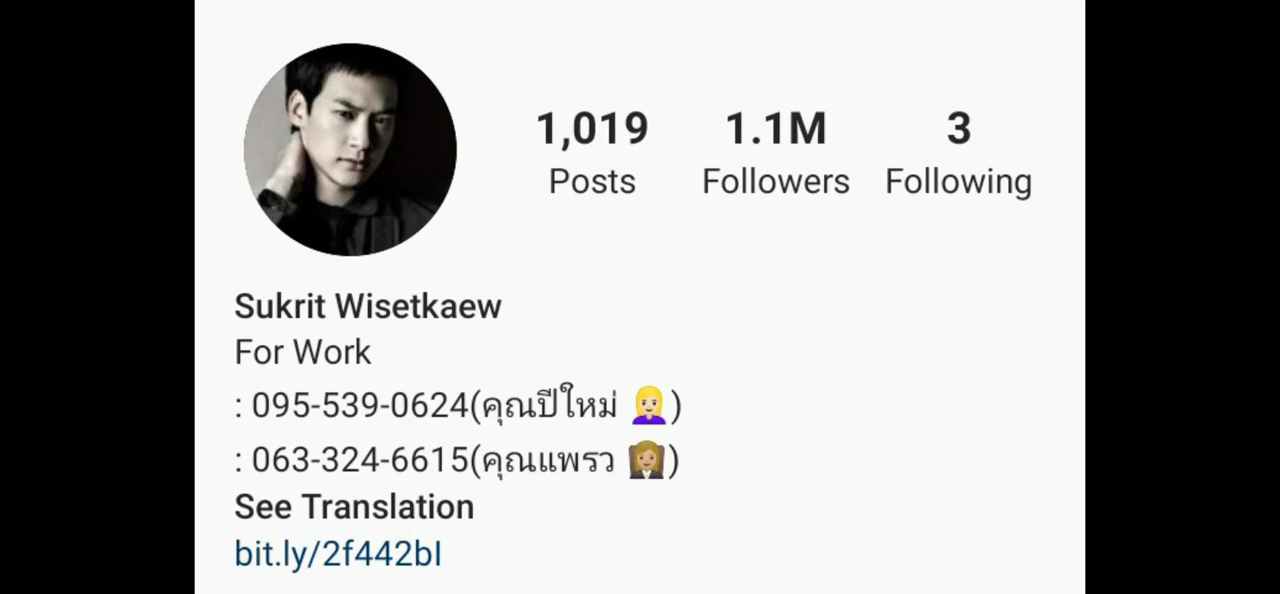 1,019 1.1M 3
Posts Followers Following
Sukrit Wisetkaew
For Work
: 095-539-0624(คุณปีใหม่ 👱🏼‍♀️)
: 063-324-6615(คุณแพรว 👩🏼‍⚖️)
See Translation
bit.ly/2f442bI